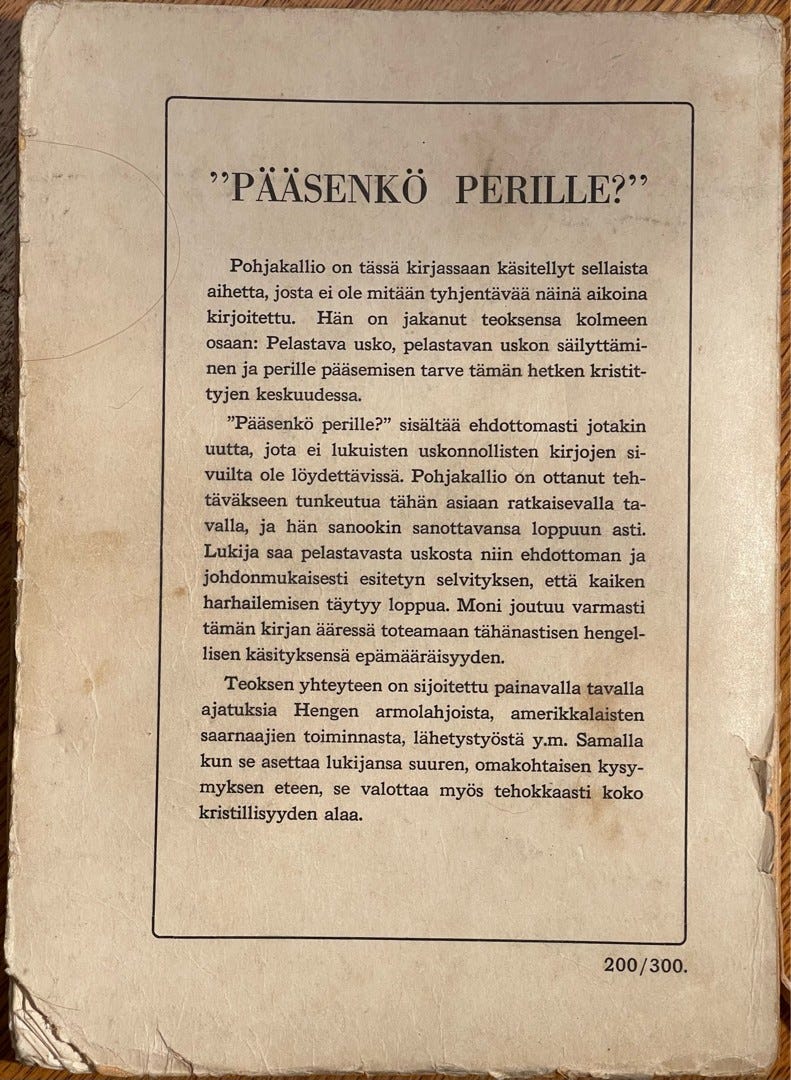 ”PÄÄSENKÖ PERILLE?”
Pohjakallio on tässä kirjassaan käsitellyt sellaista
aihetta, josta ei ole mitään tyhjentävää näinä aikoina
kirjoitettu. Hän on jakanut teoksensa kolmeen
osaan: Pelastava usko, pelastavan uskon säilyttämi-
nen ja perille pääsemisen tarve tämän hetken kristit-
tyjen keskuudessa.
”Pääsenkö perille?” sisältää ehdottomasti jotakin
uutta, jota ei lukuisten uskonnollisten kirjojen si-
vuilta ole löydettävissä. Pohjakallio on ottanut teh-
täväkseen tunkeutua tähän asiaan ratkaisevalla ta-
valla, ja hän sanookin sanottavansa loppuun asti.
Lukija saa pelastavasta uskosta niin ehdottoman ja
johdonmukaisesti esitetyn selvityksen, että kaiken
harhailemisen täytyy loppua. Moni joutuu varmasti
tämän kirjan ääressä toteamaan tähänastisen hengel-
lisen käsityksensä epämääräisyyden.
Teoksen yhteyteen on sijoitettu painavalla tavalla
ajatuksia Hengen armolahjoista, amerikkalaisten
saarnaajien toiminnasta, lähetystyöstä y.m. Samalla
kun se asettaa lukijansa suuren, omakohtaisen kysy-
myksen eteen, se valottaa myös tehokkaasti koko
kristillisyyden alaa.
200/300.